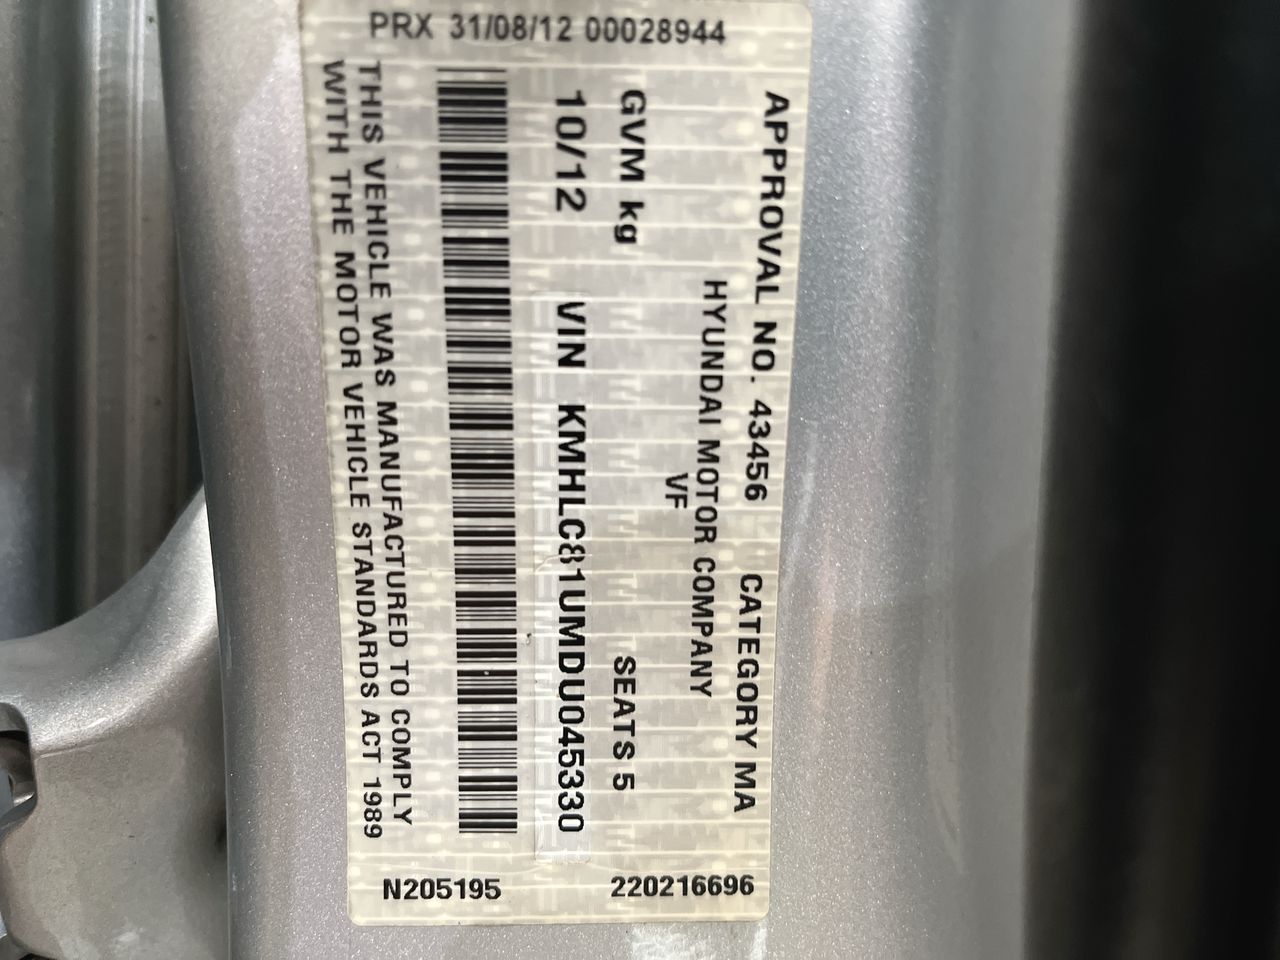 PRX 31/08/12 00028944
APPROVAL NO. 43456 CATEGORY MA
HYUNDAI MOTOR COMPANY
VF
GVM kg SEATS 5
10/12 VIN KMHLC81UMDU045330
THIS VEHICLE WAS MANUFACTURED TO COMPLY
WITH THE MOTOR VEHICLE STANDARDS ACT 1989
N205195 220216696